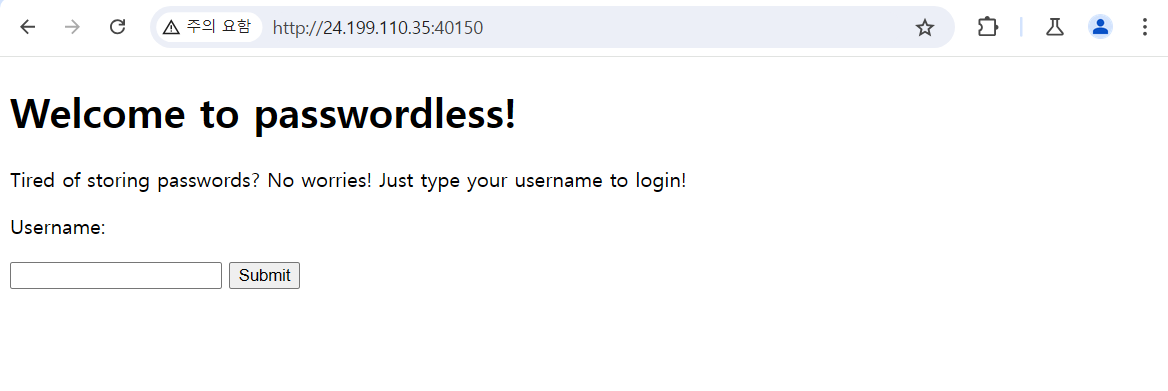 주의 요함 http://24.199.110.35:40150
Welcome to passwordless!
Tired of storing passwords? No worries! Just type your username to login!
Username:
Submit